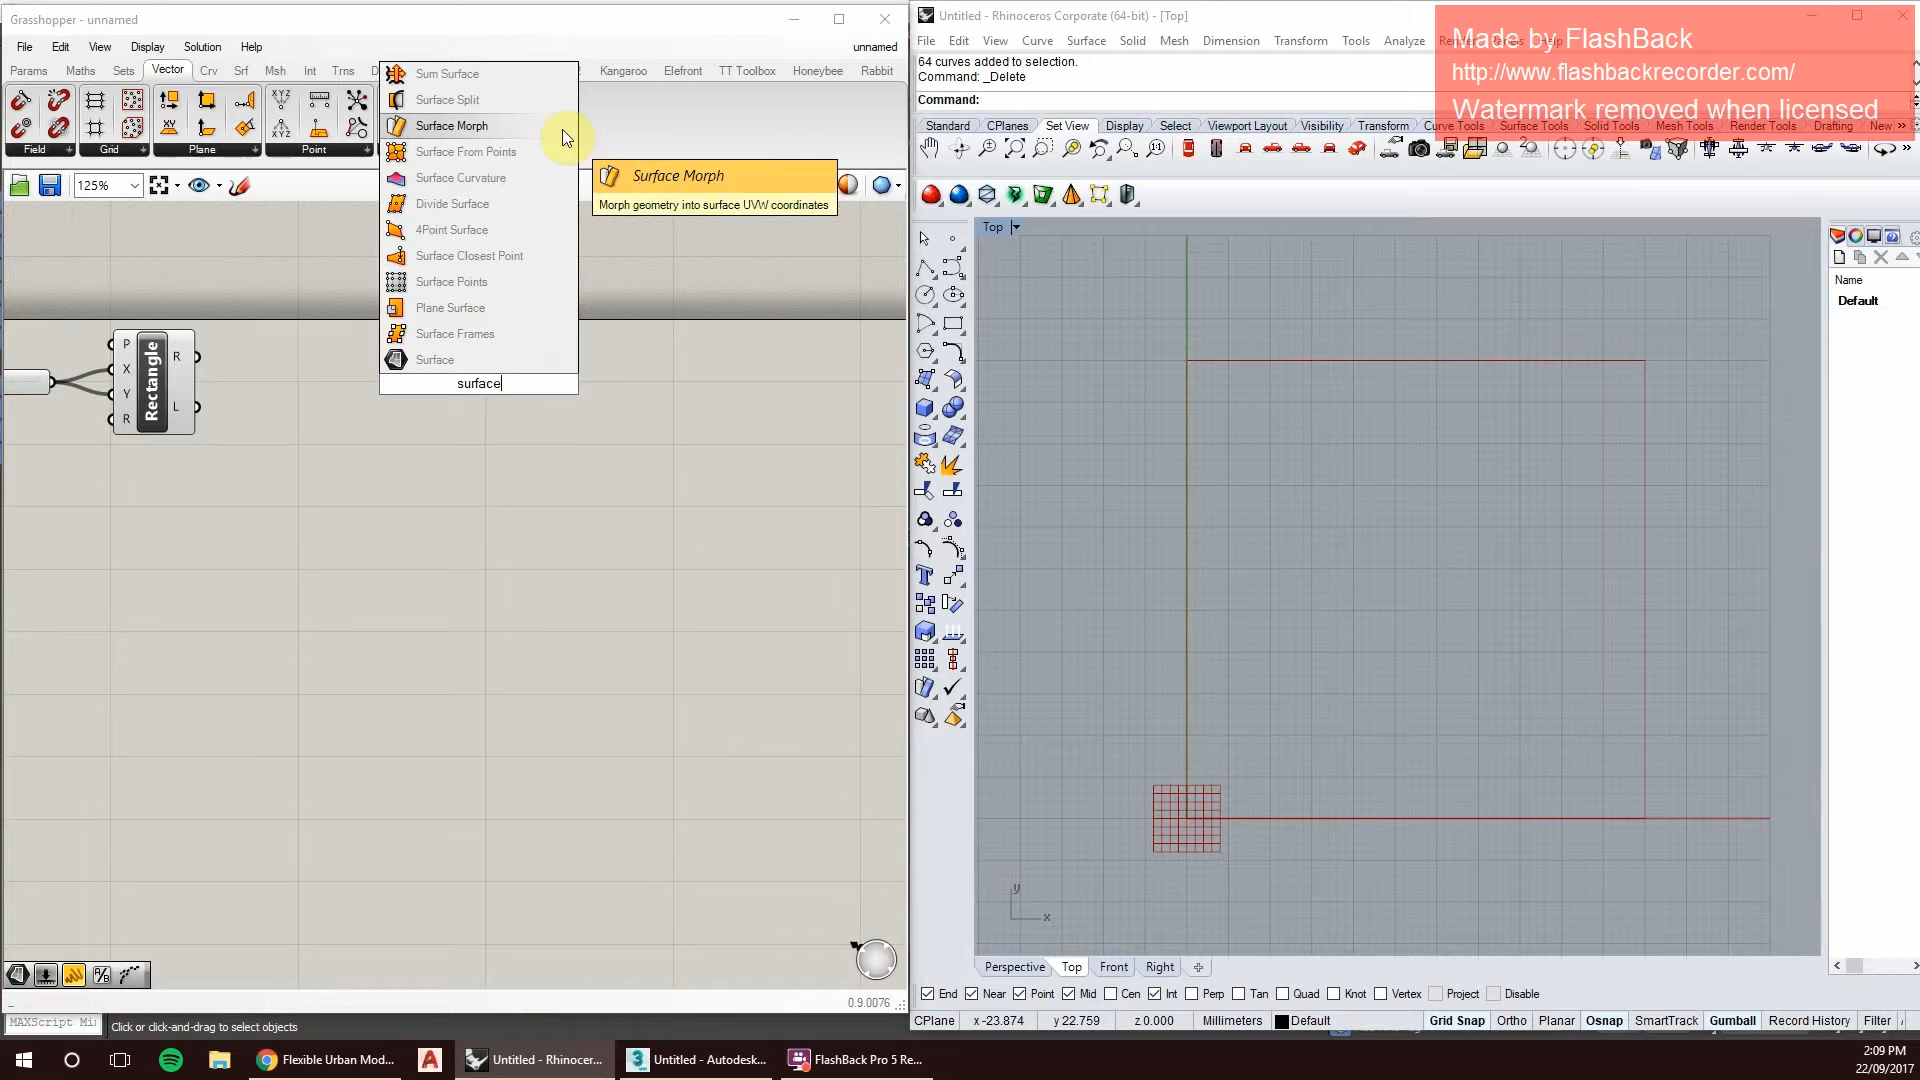 Grasshopper - unnamed
File Edit View Display Solution Help
unnamed
Params Maths Sets Vector Crv Srf Msh Int Trns Kangaroo Elefront TT Toolbox Honeybee Rabbit
Field Grid Plane Point
125%
Sum Surface
Surface Split
Surface Morph
Surface From Points
Surface Curvature
Divide Surface
4Point Surface
Surface Closest Point
Surface Points
Plane Surface
Surface Frames
Surface
surface
Surface Morph
Morph geometry into surface UVW coordinates
P
X
Y
R
Rectangle
R
L
0.9.0076
MAXScript Mi
Click or click-and-drag to select objects
Untitled - Rhinoceros Corporate (64-bit) - [Top]
File Edit View Curve Surface Solid Mesh Dimension Transform Tools Analyze
64 curves added to selection.
Command: _Delete
Command:
Made by FlashBack
http://www.flashbackrecorder.com/
Watermark removed when licensed
Standard CPlanes Set View Display Select Viewport Layout Visibility Transform Curve Tools Surface Tools Solid Tools Mesh Tools Render Tools Drafting New
Top
Name
Default
y
x
Perspective Top Front Right
End Near Point Mid Cen Int Perp Tan Quad Knot Vertex Project Disable
CPlane x -23.874 y 22.759 z 0.000 Millimeters Default Grid Snap Ortho Planar Osnap SmartTrack Gumball Record History Filter
Flexible Urban Mod... Untitled - Rhinocer... Untitled - Autodesk... FlashBack Pro 5 Re...
2:09 PM
22/09/2017